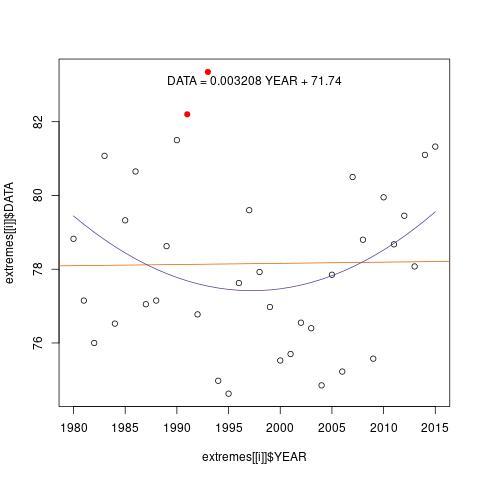 DATA = 0.003208 YEAR + 71.74
extremes[[i]]$DATA
82
80
78
76
1980 1985 1990 1995 2000 2005 2010 2015
extremes[[i]]$YEAR